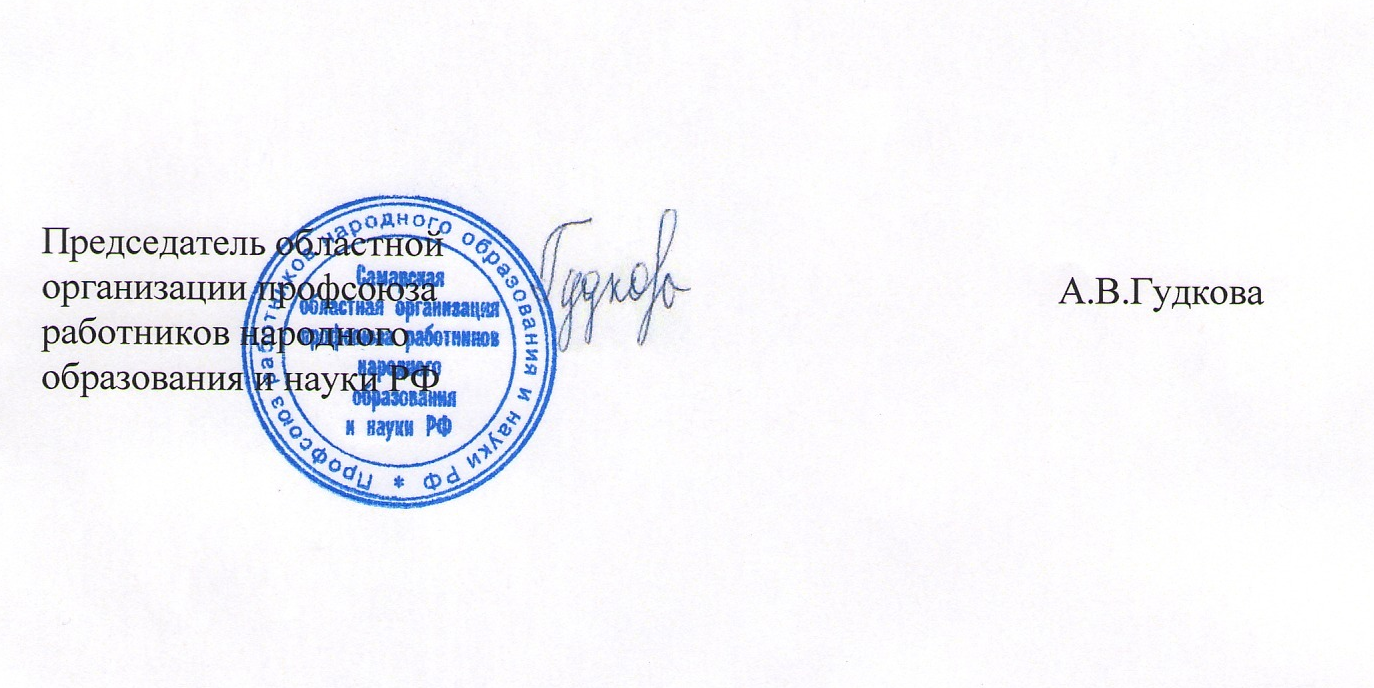 Председатель областной
организации профсоюза
работников народного
образования и науки РФ
Гудкова
А.В.Гудкова
Профсоюз работников народного образования и науки РФ *
Самарская
областная организация
профсоюза работников
народного
образования
и науки РФ